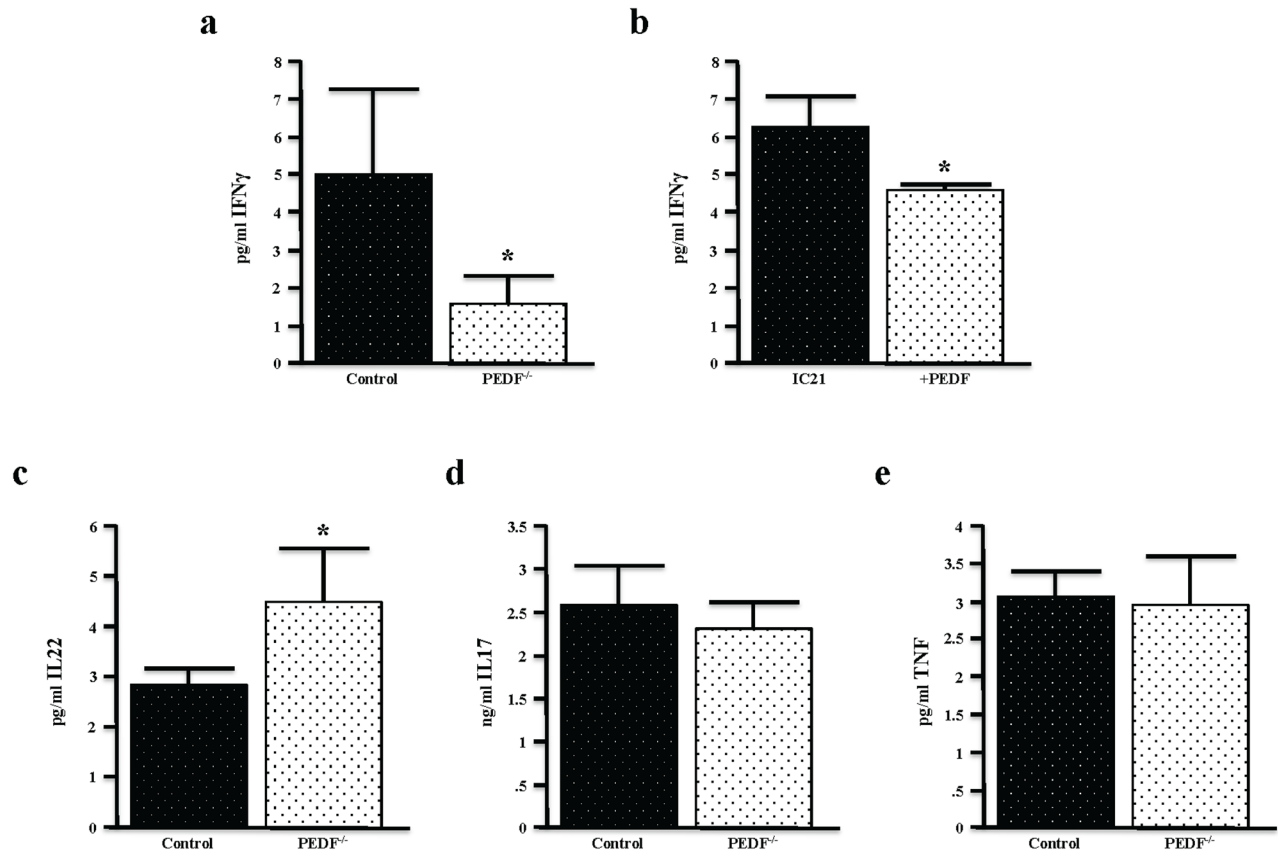 a
b
8
7
6
5
4
3
2
1
0
pg/ml IFNγ
*
Control
PEDF-/-
8
7
6
5
4
3
2
1
0
pg/ml IFNγ
*
IC21
+PEDF
c
d
e
6
5
4
3
2
1
0
pg/ml IL22
*
Control
PEDF-/-
3.5
3
2.5
2
1.5
1
.5
0
ng/ml IL17
Control
PEDF-/-
4
3.5
3
2.5
2
1.5
1
.5
0
pg/ml TNF
Control
PEDF-/-